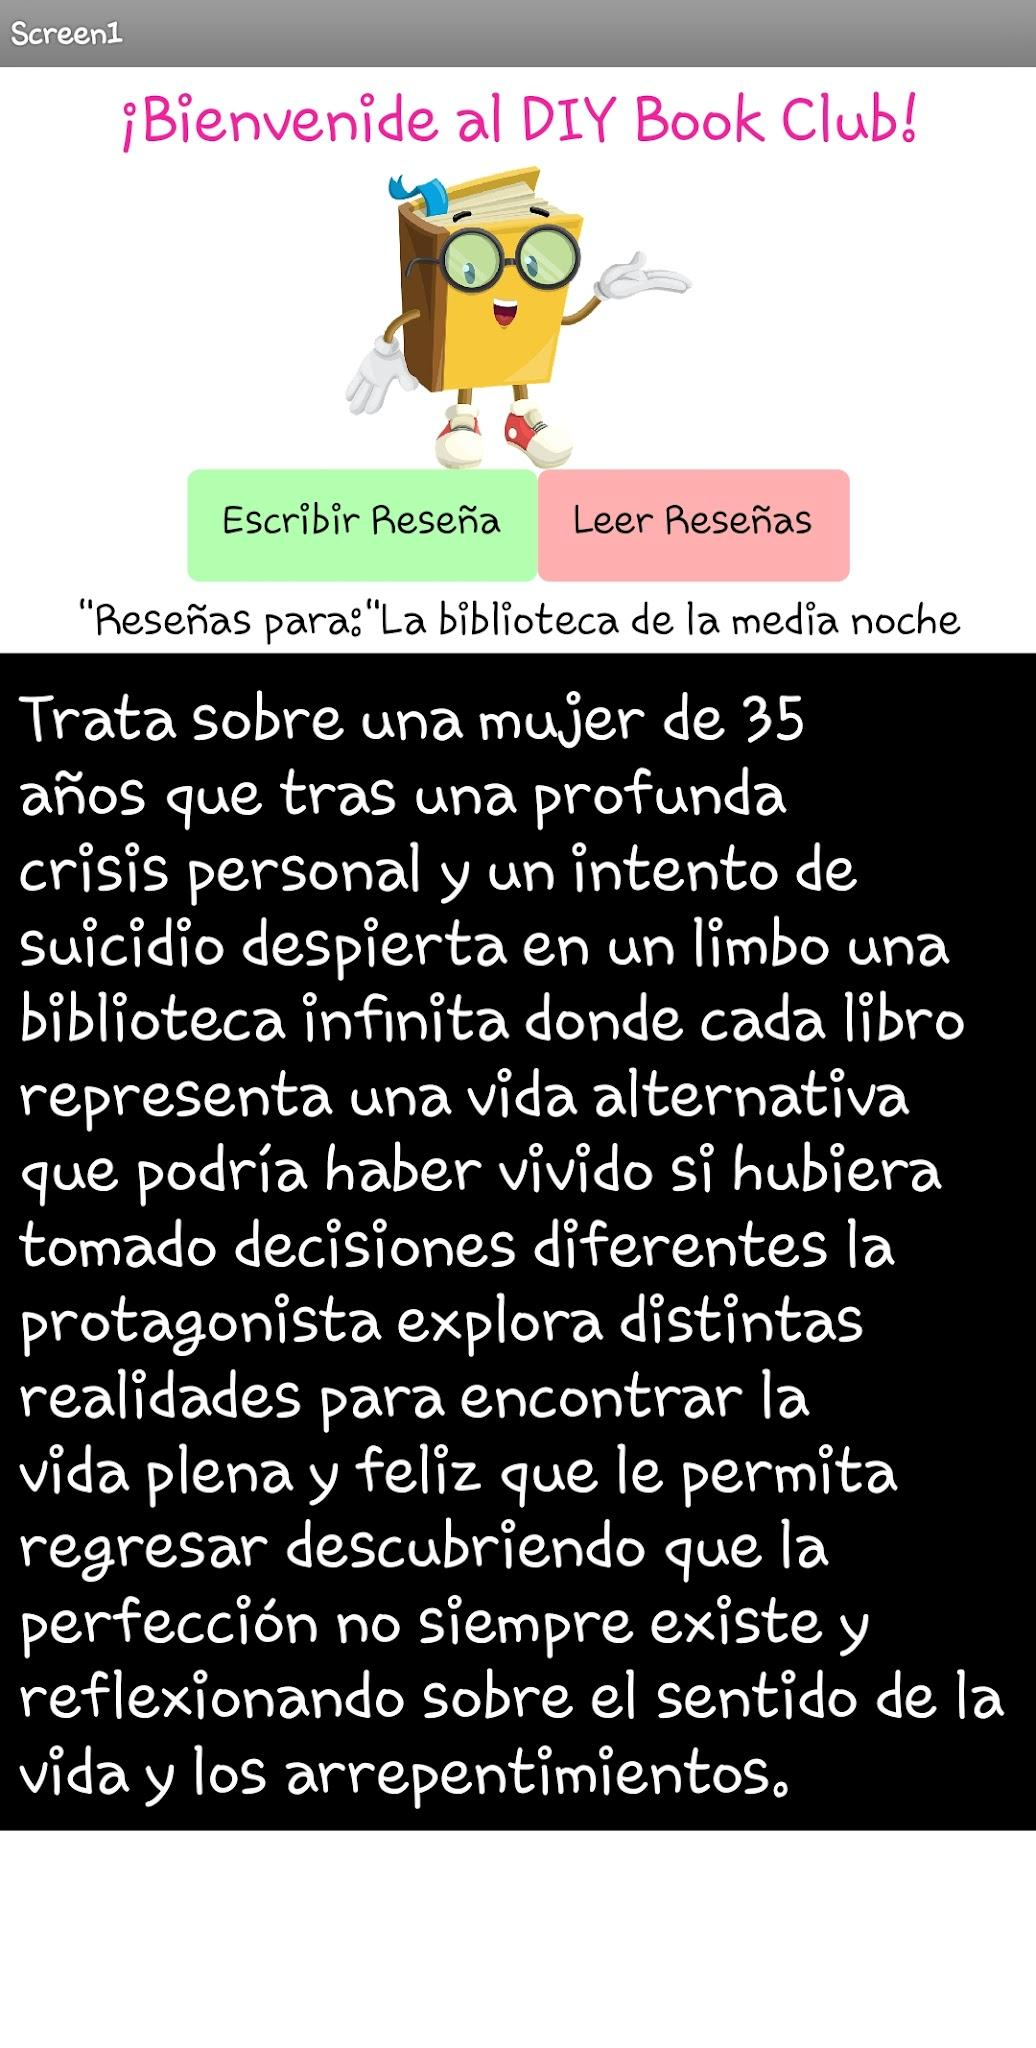 Screen1
¡Bienvenide al DIY Book Club!
Escribir Reseña
Leer Reseñas
"Reseñas para:"La biblioteca de la media noche
Trata sobre una mujer de 35
años que tras una profunda
crisis personal y un intento de
suicidio despierta en un limbo una
biblioteca infinita donde cada libro
representa una vida alternativa
que podría haber vivido si hubiera
tomado decisiones diferentes la
protagonista explora distintas
realidades para encontrar la
vida plena y feliz que le permita
regresar descubriendo que la
perfección no siempre existe y
reflexionando sobre el sentido de la
vida y los arrepentimientos.